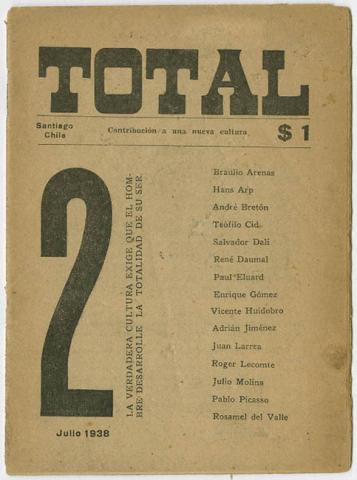 TOTAL
Santiago
Chile
Contribución a una nueva cultura
$ 1
2
LA VERDADERA CULTURA EXIGE QUE EL HOM-
BRE DESARROLLE LA TOTALIDAD DE SU SER.
Braulio Arenas
Hans Arp
André Bretón
Teófilo Cid.
Salvador Dalí
René Daumal
Paul Eluard
Enrique Gómez
Vicente Huidobro
Adrián Jiménez
Juan Larrea
Roger Lecomte
Julio Molina
Pablo Picasso
Rosamel del Valle
Julio 1938